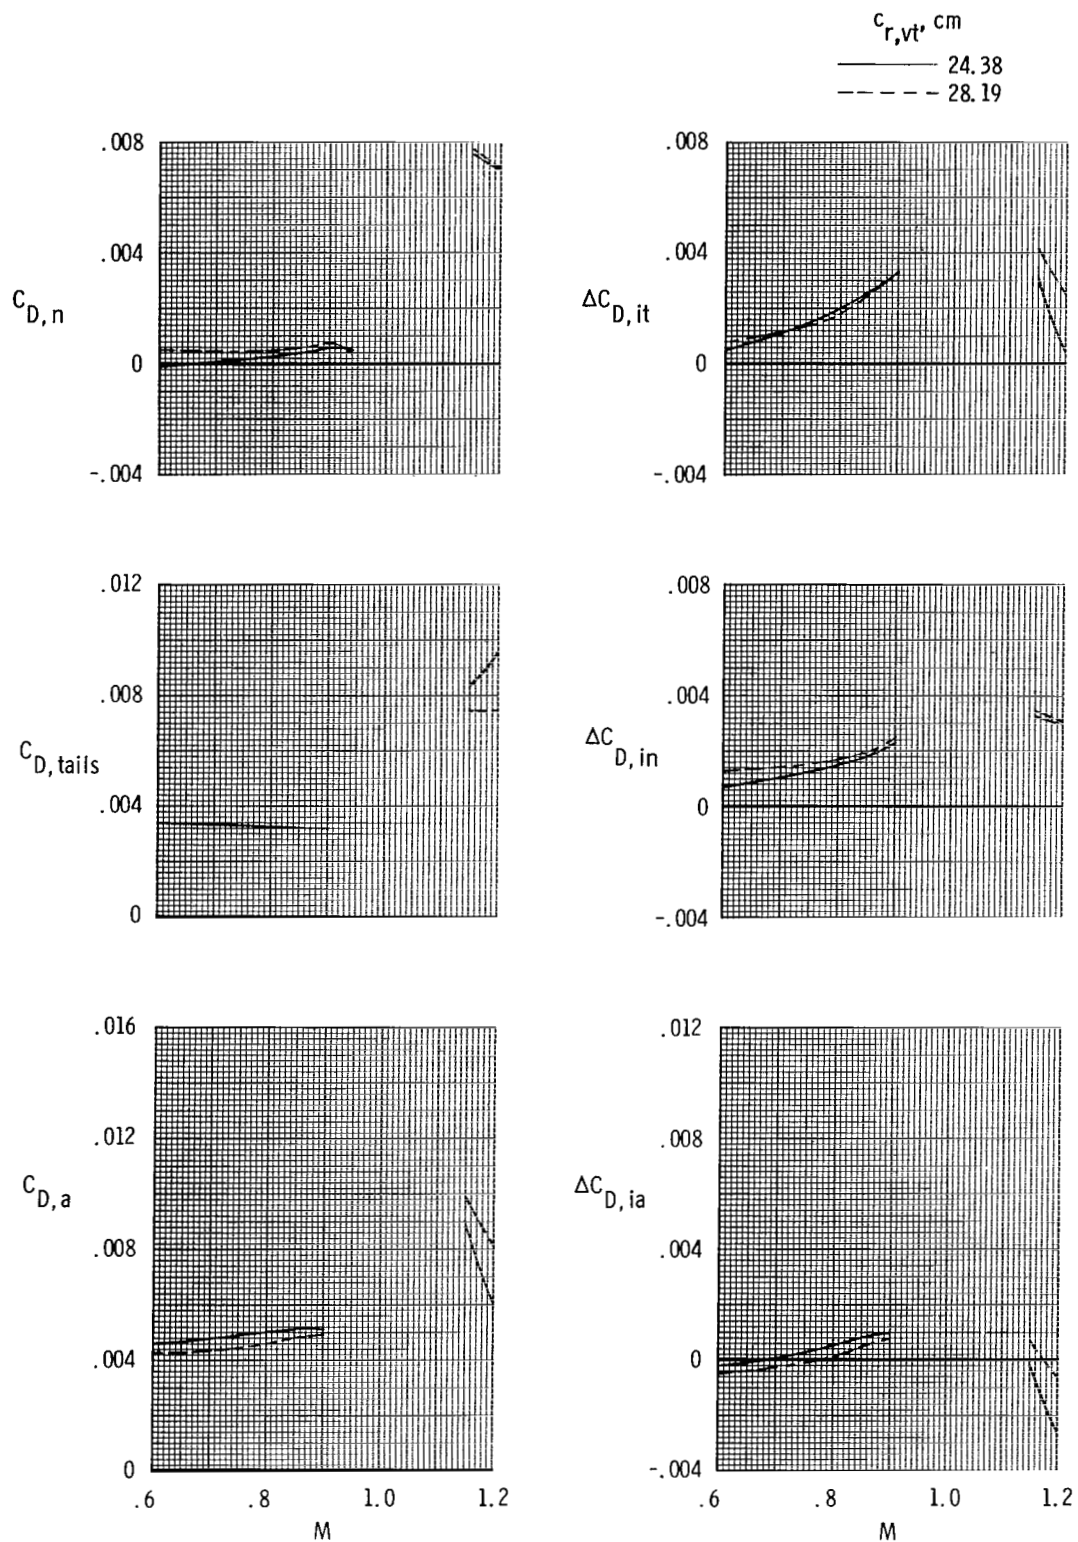 c_r,vt, cm
24.38
28.19
.008
.004
C_D,n
0
-.004
.008
.004
ΔC_D,it
0
-.004
.012
.008
C_D,tails
.004
0
.008
.004
ΔC_D,in
0
-.004
.016
.012
C_D,a
.008
.004
0
.6 .8 1.0 1.2
M
.012
.008
ΔC_D,ia
.004
0
-.004
.6 .8 1.0 1.2
M